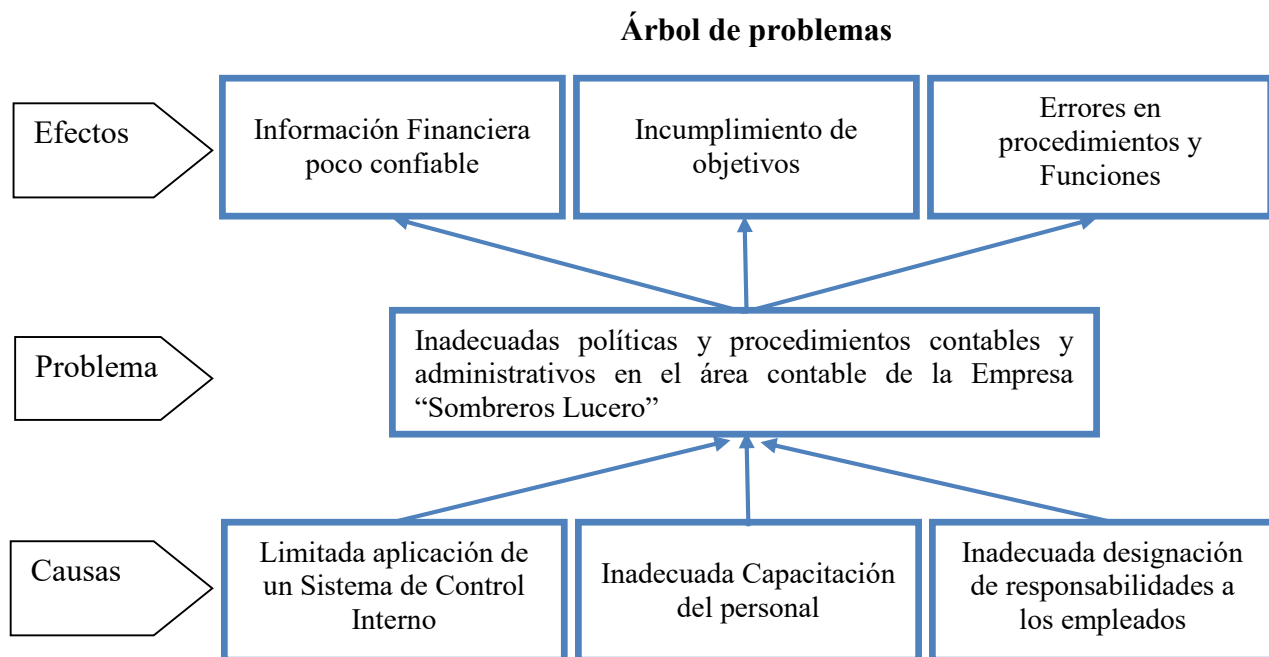 Árbol de problemas
Efectos
Información Financiera
poco confiable
Incumplimiento de
objetivos
Errores en
procedimientos y
Funciones
Problema
Inadecuadas políticas y procedimientos contables y
administrativos en el área contable de la Empresa
“Sombreros Lucero”
Causas
Limitada aplicación de
un Sistema de Control
Interno
Inadecuada Capacitación
del personal
Inadecuada designación
de responsabilidades a
los empleados